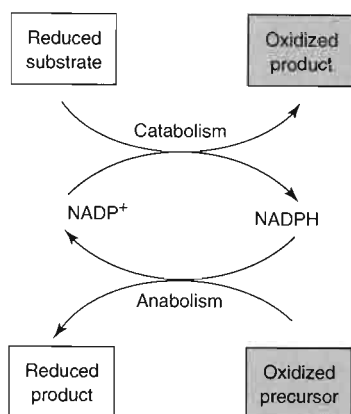 Reduced
substrate
Oxidized
product
Catabolism
NADP+
NADPH
Anabolism
Reduced
product
Oxidized
precursor